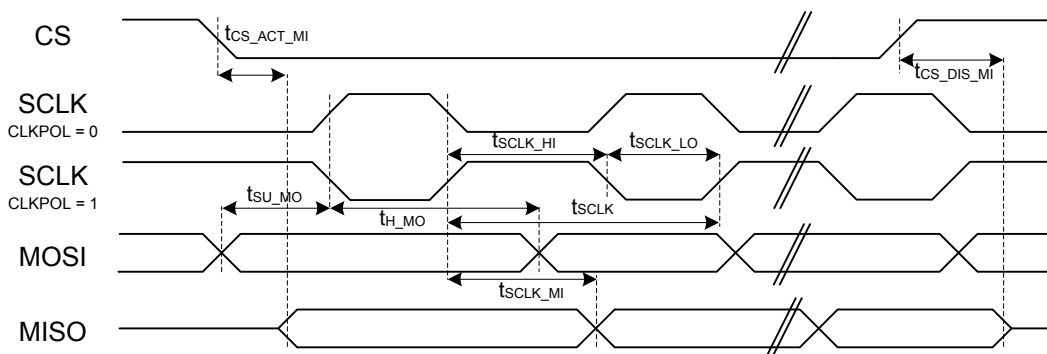 CS
tCS_ACT_MI
tCS_DIS_MI
SCLK
CLKPOL = 0
tSCLK_HI
tSCLK_LO
SCLK
CLKPOL = 1
tSU_MO
tH_MO
tSCLK
MOSI
tSCLK_MI
MISO